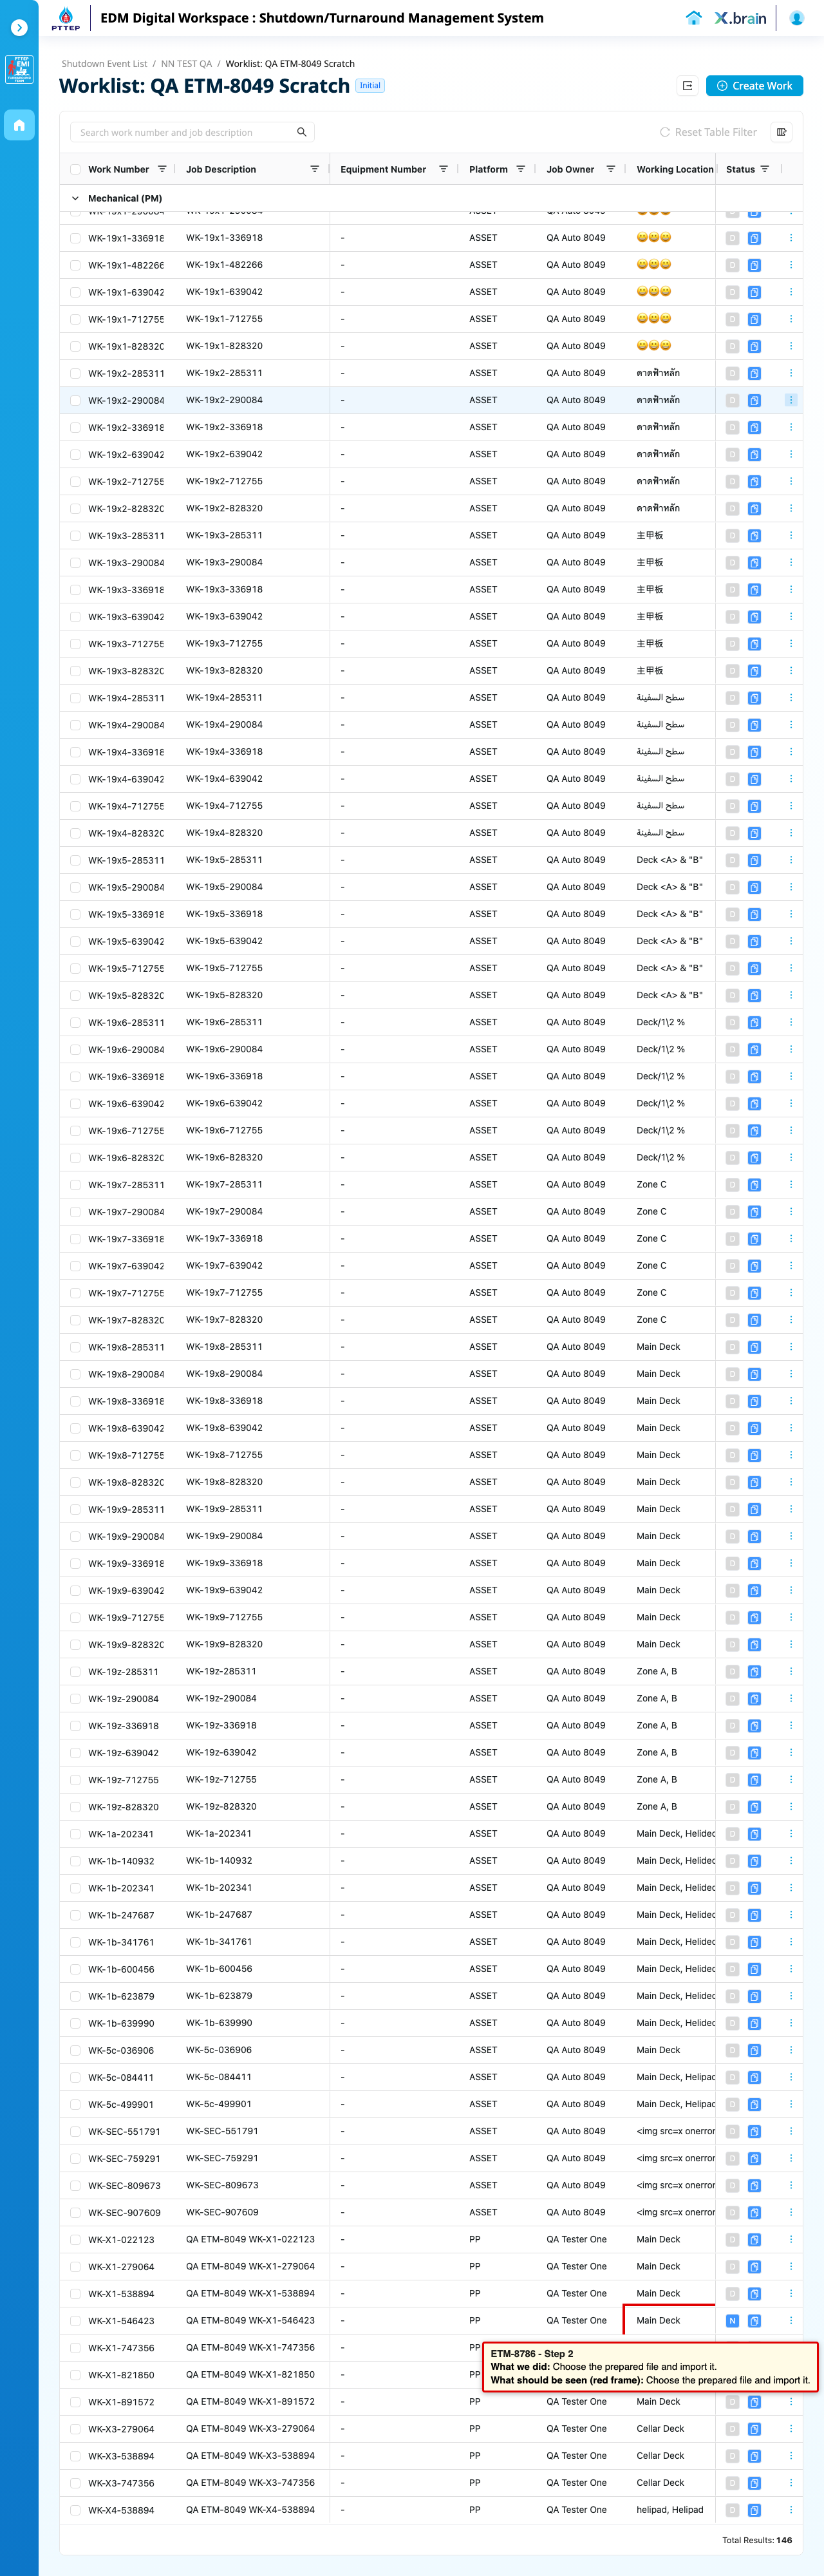 PTTEP
EDM Digital Workspace : Shutdown/Turnaround Management System
X.brain
Shutdown Event List / NN TEST QA / Worklist: QA ETM-8049 Scratch
Worklist: QA ETM-8049 Scratch Initial
Create Work
Search work number and job description
Reset Table Filter
Work Number Job Description Equipment Number Platform Job Owner Working Location Status
Mechanical (PM)
WK-19x1-336918 WK-19x1-336918 - ASSET QA Auto 8049 😀😀😀 D
WK-19x1-482266 WK-19x1-482266 - ASSET QA Auto 8049 😀😀😀 D
WK-19x1-639042 WK-19x1-639042 - ASSET QA Auto 8049 😀😀😀 D
WK-19x1-712755 WK-19x1-712755 - ASSET QA Auto 8049 😀😀😀 D
WK-19x1-828320 WK-19x1-828320 - ASSET QA Auto 8049 😀😀😀 D
WK-19x2-285311 WK-19x2-285311 - ASSET QA Auto 8049 ดาดฟ้าหลัก D
WK-19x2-290084 WK-19x2-290084 - ASSET QA Auto 8049 ดาดฟ้าหลัก D
WK-19x2-336918 WK-19x2-336918 - ASSET QA Auto 8049 ดาดฟ้าหลัก D
WK-19x2-639042 WK-19x2-639042 - ASSET QA Auto 8049 ดาดฟ้าหลัก D
WK-19x2-712755 WK-19x2-712755 - ASSET QA Auto 8049 ดาดฟ้าหลัก D
WK-19x2-828320 WK-19x2-828320 - ASSET QA Auto 8049 ดาดฟ้าหลัก D
WK-19x3-285311 WK-19x3-285311 - ASSET QA Auto 8049 主甲板 D
WK-19x3-290084 WK-19x3-290084 - ASSET QA Auto 8049 主甲板 D
WK-19x3-336918 WK-19x3-336918 - ASSET QA Auto 8049 主甲板 D
WK-19x3-639042 WK-19x3-639042 - ASSET QA Auto 8049 主甲板 D
WK-19x3-712755 WK-19x3-712755 - ASSET QA Auto 8049 主甲板 D
WK-19x3-828320 WK-19x3-828320 - ASSET QA Auto 8049 主甲板 D
WK-19x4-285311 WK-19x4-285311 - ASSET QA Auto 8049 سطح السفينة D
WK-19x4-290084 WK-19x4-290084 - ASSET QA Auto 8049 سطح السفينة D
WK-19x4-336918 WK-19x4-336918 - ASSET QA Auto 8049 سطح السفينة D
WK-19x4-639042 WK-19x4-639042 - ASSET QA Auto 8049 سطح السفينة D
WK-19x4-712755 WK-19x4-712755 - ASSET QA Auto 8049 سطح السفينة D
WK-19x4-828320 WK-19x4-828320 - ASSET QA Auto 8049 سطح السفينة D
WK-19x5-285311 WK-19x5-285311 - ASSET QA Auto 8049 Deck <A> & "B" D
WK-19x5-290084 WK-19x5-290084 - ASSET QA Auto 8049 Deck <A> & "B" D
WK-19x5-336918 WK-19x5-336918 - ASSET QA Auto 8049 Deck <A> & "B" D
WK-19x5-639042 WK-19x5-639042 - ASSET QA Auto 8049 Deck <A> & "B" D
WK-19x5-712755 WK-19x5-712755 - ASSET QA Auto 8049 Deck <A> & "B" D
WK-19x5-828320 WK-19x5-828320 - ASSET QA Auto 8049 Deck <A> & "B" D
WK-19x6-285311 WK-19x6-285311 - ASSET QA Auto 8049 Deck/1\2 % D
WK-19x6-290084 WK-19x6-290084 - ASSET QA Auto 8049 Deck/1\2 % D
WK-19x6-336918 WK-19x6-336918 - ASSET QA Auto 8049 Deck/1\2 % D
WK-19x6-639042 WK-19x6-639042 - ASSET QA Auto 8049 Deck/1\2 % D
WK-19x6-712755 WK-19x6-712755 - ASSET QA Auto 8049 Deck/1\2 % D
WK-19x6-828320 WK-19x6-828320 - ASSET QA Auto 8049 Deck/1\2 % D
WK-19x7-285311 WK-19x7-285311 - ASSET QA Auto 8049 Zone C D
WK-19x7-290084 WK-19x7-290084 - ASSET QA Auto 8049 Zone C D
WK-19x7-336918 WK-19x7-336918 - ASSET QA Auto 8049 Zone C D
WK-19x7-639042 WK-19x7-639042 - ASSET QA Auto 8049 Zone C D
WK-19x7-712755 WK-19x7-712755 - ASSET QA Auto 8049 Zone C D
WK-19x7-828320 WK-19x7-828320 - ASSET QA Auto 8049 Zone C D
WK-19x8-285311 WK-19x8-285311 - ASSET QA Auto 8049 Main Deck D
WK-19x8-290084 WK-19x8-290084 - ASSET QA Auto 8049 Main Deck D
WK-19x8-336918 WK-19x8-336918 - ASSET QA Auto 8049 Main Deck D
WK-19x8-639042 WK-19x8-639042 - ASSET QA Auto 8049 Main Deck D
WK-19x8-712755 WK-19x8-712755 - ASSET QA Auto 8049 Main Deck D
WK-19x8-828320 WK-19x8-828320 - ASSET QA Auto 8049 Main Deck D
WK-19x9-285311 WK-19x9-285311 - ASSET QA Auto 8049 Main Deck D
WK-19x9-290084 WK-19x9-290084 - ASSET QA Auto 8049 Main Deck D
WK-19x9-336918 WK-19x9-336918 - ASSET QA Auto 8049 Main Deck D
WK-19x9-639042 WK-19x9-639042 - ASSET QA Auto 8049 Main Deck D
WK-19x9-712755 WK-19x9-712755 - ASSET QA Auto 8049 Main Deck D
WK-19x9-828320 WK-19x9-828320 - ASSET QA Auto 8049 Main Deck D
WK-19z-285311 WK-19z-285311 - ASSET QA Auto 8049 Zone A, B D
WK-19z-290084 WK-19z-290084 - ASSET QA Auto 8049 Zone A, B D
WK-19z-336918 WK-19z-336918 - ASSET QA Auto 8049 Zone A, B D
WK-19z-639042 WK-19z-639042 - ASSET QA Auto 8049 Zone A, B D
WK-19z-712755 WK-19z-712755 - ASSET QA Auto 8049 Zone A, B D
WK-19z-828320 WK-19z-828320 - ASSET QA Auto 8049 Zone A, B D
WK-1a-202341 WK-1a-202341 - ASSET QA Auto 8049 Main Deck, Helidec D
WK-1b-140932 WK-1b-140932 - ASSET QA Auto 8049 Main Deck, Helidec D
WK-1b-202341 WK-1b-202341 - ASSET QA Auto 8049 Main Deck, Helidec D
WK-1b-247687 WK-1b-247687 - ASSET QA Auto 8049 Main Deck, Helidec D
WK-1b-341761 WK-1b-341761 - ASSET QA Auto 8049 Main Deck, Helidec D
WK-1b-600456 WK-1b-600456 - ASSET QA Auto 8049 Main Deck, Helidec D
WK-1b-623879 WK-1b-623879 - ASSET QA Auto 8049 Main Deck, Helidec D
WK-1b-639990 WK-1b-639990 - ASSET QA Auto 8049 Main Deck, Helidec D
WK-5c-036906 WK-5c-036906 - ASSET QA Auto 8049 Main Deck D
WK-5c-084411 WK-5c-084411 - ASSET QA Auto 8049 Main Deck, Helipac D
WK-5c-499901 WK-5c-499901 - ASSET QA Auto 8049 Main Deck, Helipac D
WK-SEC-551791 WK-SEC-551791 - ASSET QA Auto 8049 <img src=x onerror D
WK-SEC-759291 WK-SEC-759291 - ASSET QA Auto 8049 <img src=x onerror D
WK-SEC-809673 WK-SEC-809673 - ASSET QA Auto 8049 <img src=x onerror D
WK-SEC-907609 WK-SEC-907609 - ASSET QA Auto 8049 <img src=x onerror D
WK-X1-022123 QA ETM-8049 WK-X1-022123 - PP QA Tester One Main Deck D
WK-X1-279064 QA ETM-8049 WK-X1-279064 - PP QA Tester One Main Deck D
WK-X1-538894 QA ETM-8049 WK-X1-538894 - PP QA Tester One Main Deck D
WK-X1-546423 QA ETM-8049 WK-X1-546423 - PP QA Tester One Main Deck N
WK-X1-747356 QA ETM-8049 WK-X1-747356 - PP
ETM-8786 - Step 2
What we did: Choose the prepared file and import it.
What should be seen (red frame): Choose the prepared file and import it.
WK-X1-821850 QA ETM-8049 WK-X1-821850 - PP
WK-X1-891572 QA ETM-8049 WK-X1-891572 - PP QA Tester One Main Deck D
WK-X3-279064 QA ETM-8049 WK-X3-279064 - PP QA Tester One Cellar Deck D
WK-X3-538894 QA ETM-8049 WK-X3-538894 - PP QA Tester One Cellar Deck D
WK-X3-747356 QA ETM-8049 WK-X3-747356 - PP QA Tester One Cellar Deck D
WK-X4-538894 QA ETM-8049 WK-X4-538894 - PP QA Tester One helipad, Helipad D
Total Results: 146